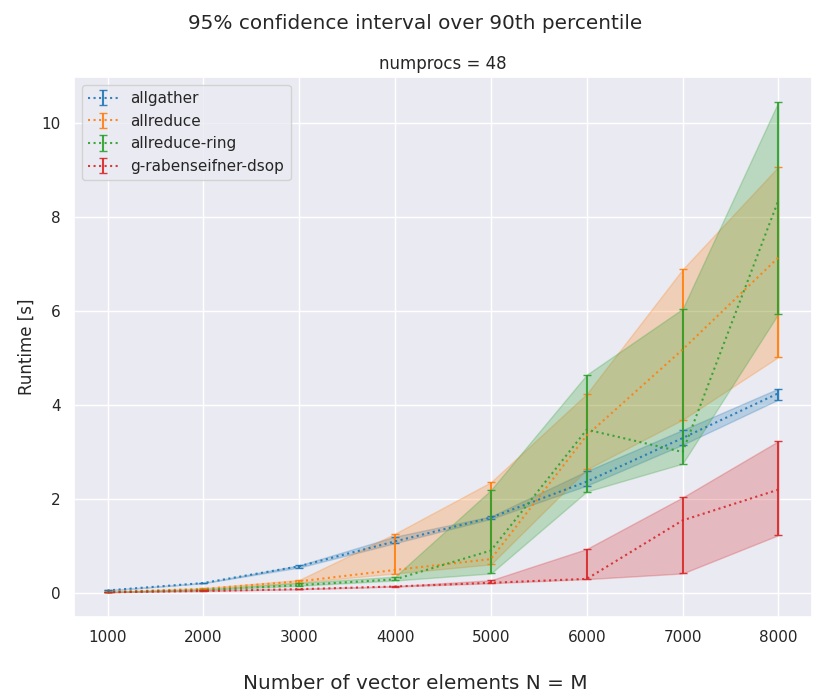 95% confidence interval over 90th percentile
numprocs = 48
allgather
allreduce
allreduce-ring
g-rabenseifner-dsop
Runtime [s]
10
8
6
4
2
0
1000 2000 3000 4000 5000 6000 7000 8000
Number of vector elements N = M